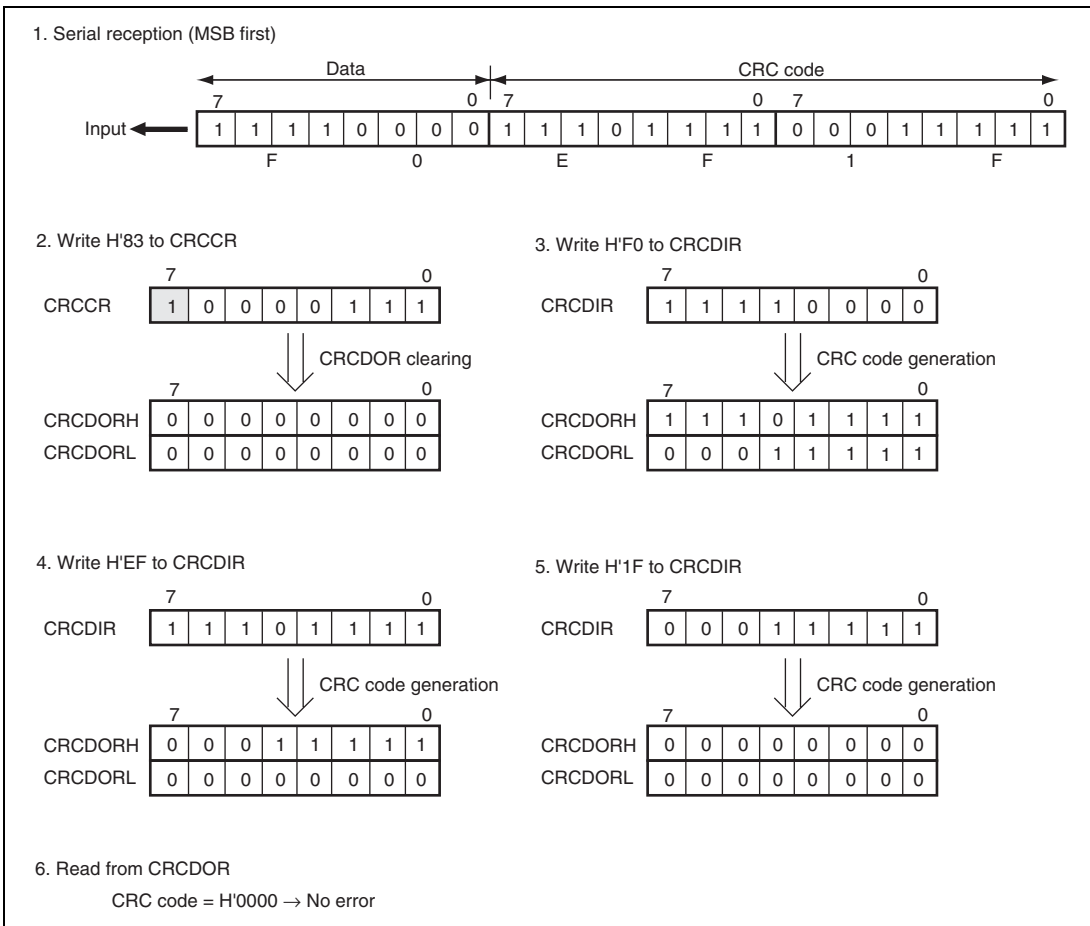 1. Serial reception (MSB first)
Data CRC code
7 0 7 0 7 0
Input 1 1 1 1 0 0 0 0 1 1 1 0 1 1 1 1 0 0 0 1 1 1 1 1
F 0 E F 1 F
2. Write H'83 to CRCCR
7 0
CRCCR 1 0 0 0 0 1 1 1
CRCDOR clearing
7 0
CRCDORH 0 0 0 0 0 0 0 0
CRCDORL 0 0 0 0 0 0 0 0
3. Write H'F0 to CRCDIR
7 0
CRCDIR 1 1 1 1 0 0 0 0
CRC code generation
7 0
CRCDORH 1 1 1 0 1 1 1 1
CRCDORL 0 0 0 1 1 1 1 1
4. Write H'EF to CRCDIR
7 0
CRCDIR 1 1 1 0 1 1 1 1
CRC code generation
7 0
CRCDORH 0 0 0 1 1 1 1 1
CRCDORL 0 0 0 0 0 0 0 0
5. Write H'1F to CRCDIR
7 0
CRCDIR 0 0 0 1 1 1 1 1
CRC code generation
7 0
CRCDORH 0 0 0 0 0 0 0 0
CRCDORL 0 0 0 0 0 0 0 0
6. Read from CRCDOR
CRC code = H'0000 → No error